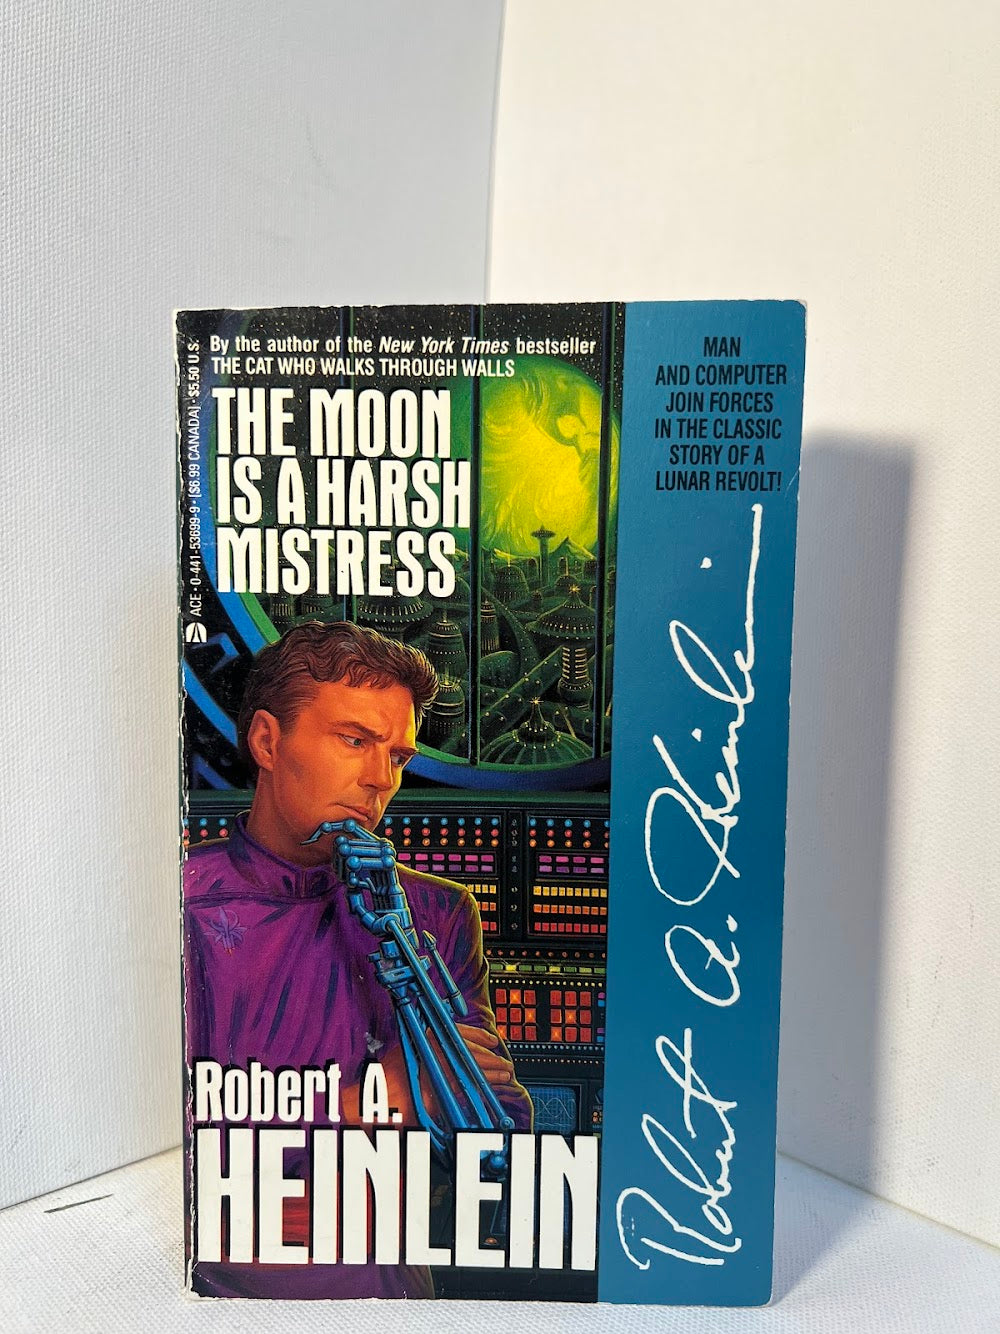 By the author of the New York Times bestseller
THE CAT WHO WALKS THROUGH WALLS
THE MOON
IS A HARSH
MISTRESS
ACE • 0-441-53699-9 • [$6.99 CANADA] • $5.50 U.S.
MAN
AND COMPUTER
JOIN FORCES
IN THE CLASSIC
STORY OF A
LUNAR REVOLT!
Robert A. Heinlein
Robert A.
HEINLEIN